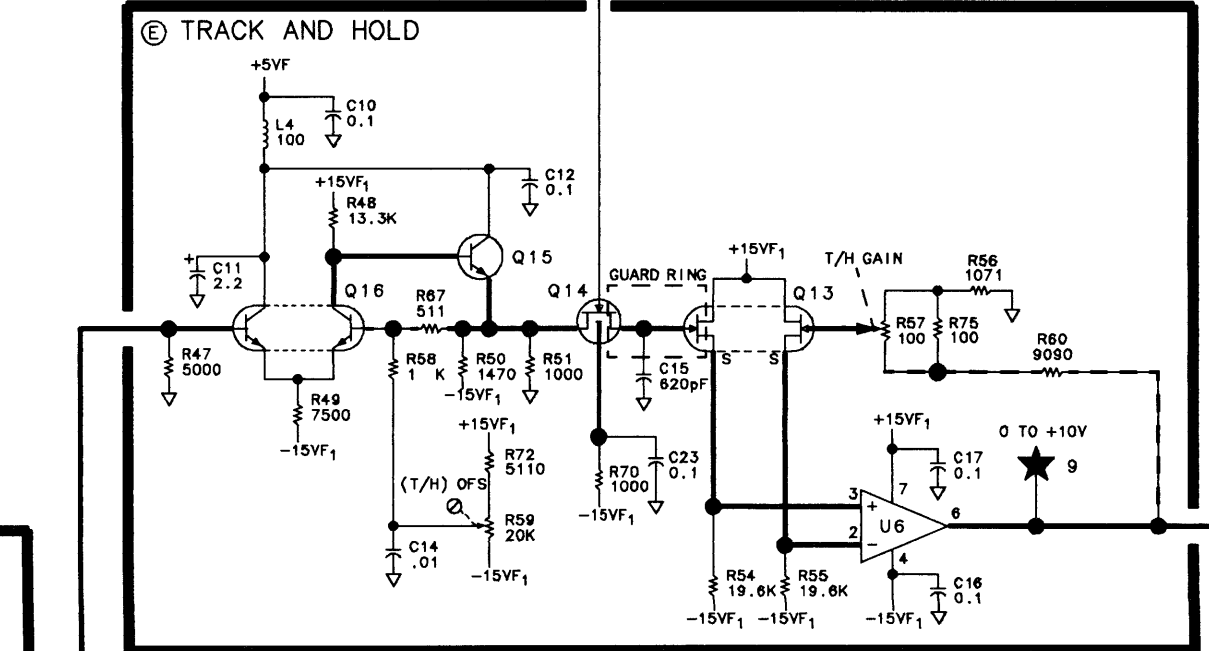 E TRACK AND HOLD
+5VF
C10
0.1
L4
100
C12
0.1
+15VF1
R48
13.3K
+
C11
2.2
Q15
Q16
R67
511
Q14
GUARD RING
+15VF1
Q13
T/H GAIN
R56
1071
R57
100
R75
100
R60
9090
R47
5000
R49
7500
-15VF1
R58
1 K
R50
1470
-15VF1
R51
1000
C15
620pF
S
S
+15VF1
R72
5110
(T/H) OFS
R59
20K
-15VF1
C14
.01
R70
1000
-15VF1
C23
0.1
+15VF1
C17
0.1
0 TO +10V
9
3
+
7
U6
6
2
-
4
R54
19.6K
-15VF1
R55
19.6K
-15VF1
C16
0.1
-15VF1